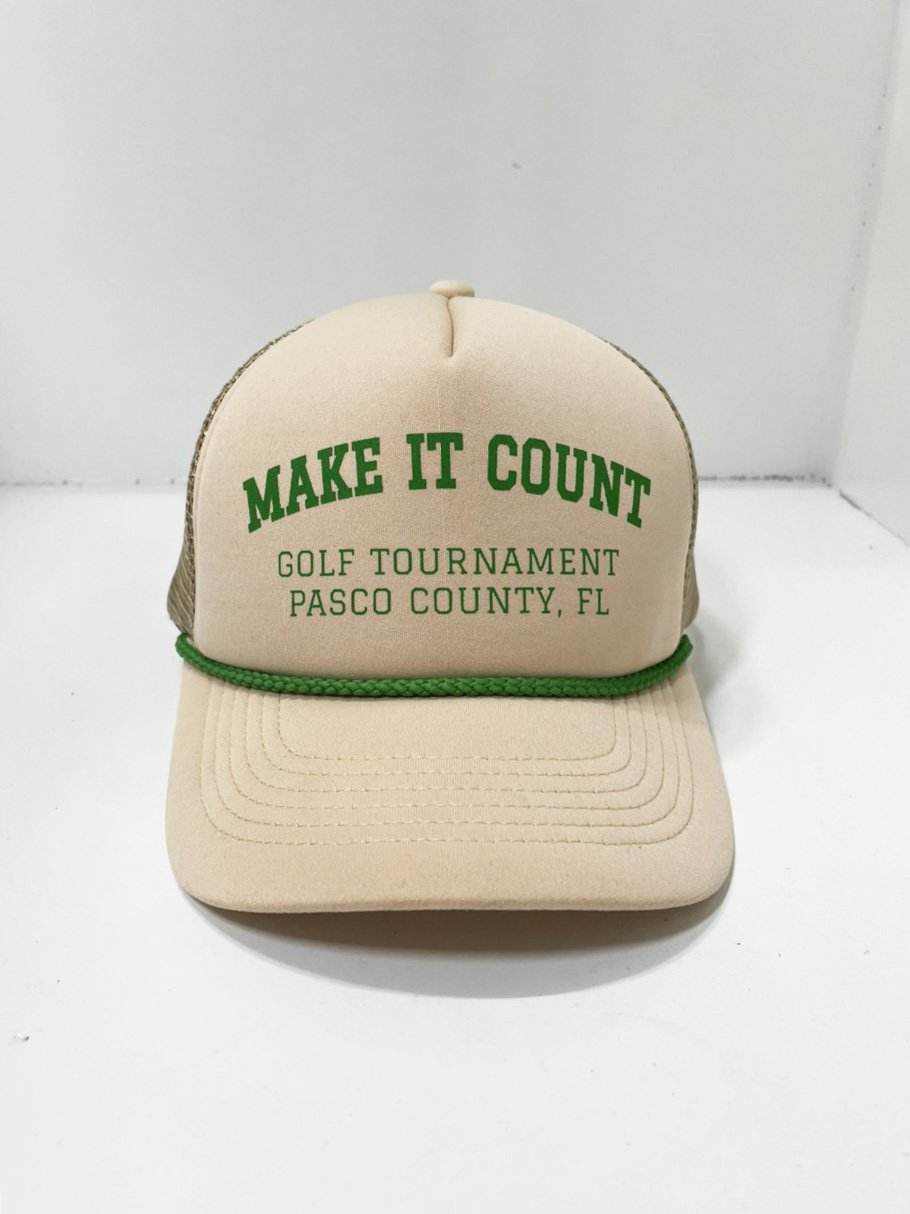 MAKE IT COUNT
GOLF TOURNAMENT
PASCO COUNTY, FL